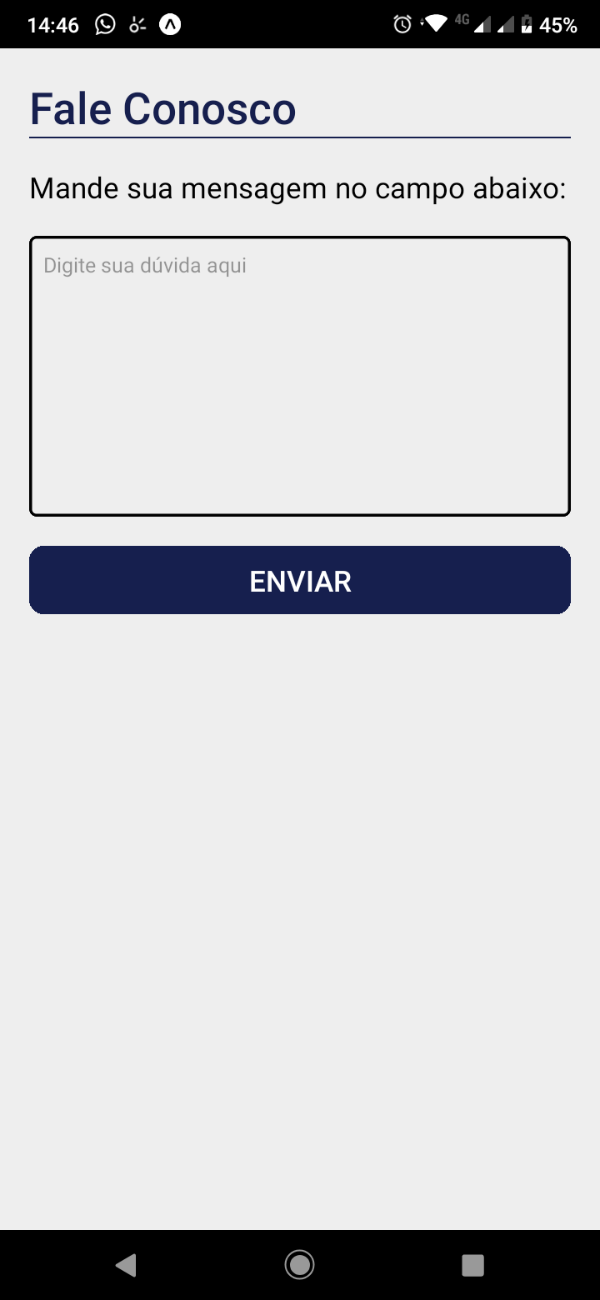 14:46 4G 45%
Fale Conosco
Mande sua mensagem no campo abaixo:
Digite sua dúvida aqui
ENVIAR